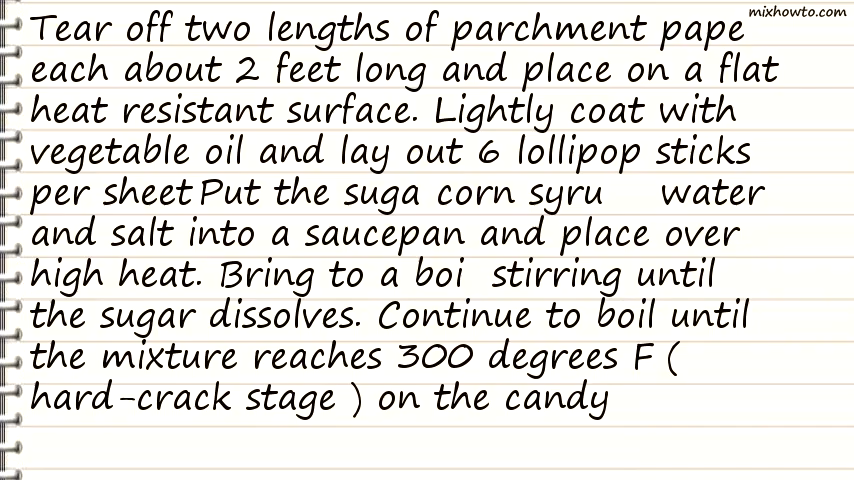 mixhowto.com
Tear off two lengths of parchment pape
each about 2 feet long and place on a flat
heat resistant surface. Lightly coat with
vegetable oil and lay out 6 lollipop sticks
per sheet Put the suga corn syru water
and salt into a saucepan and place over
high heat. Bring to a boi stirring until
the sugar dissolves. Continue to boil until
the mixture reaches 300 degrees F (
hard-crack stage ) on the candy